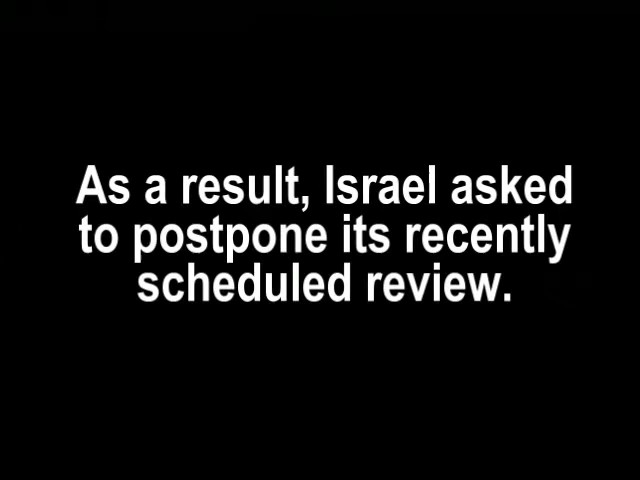 As a result, Israel asked
to postpone its recently
scheduled review.